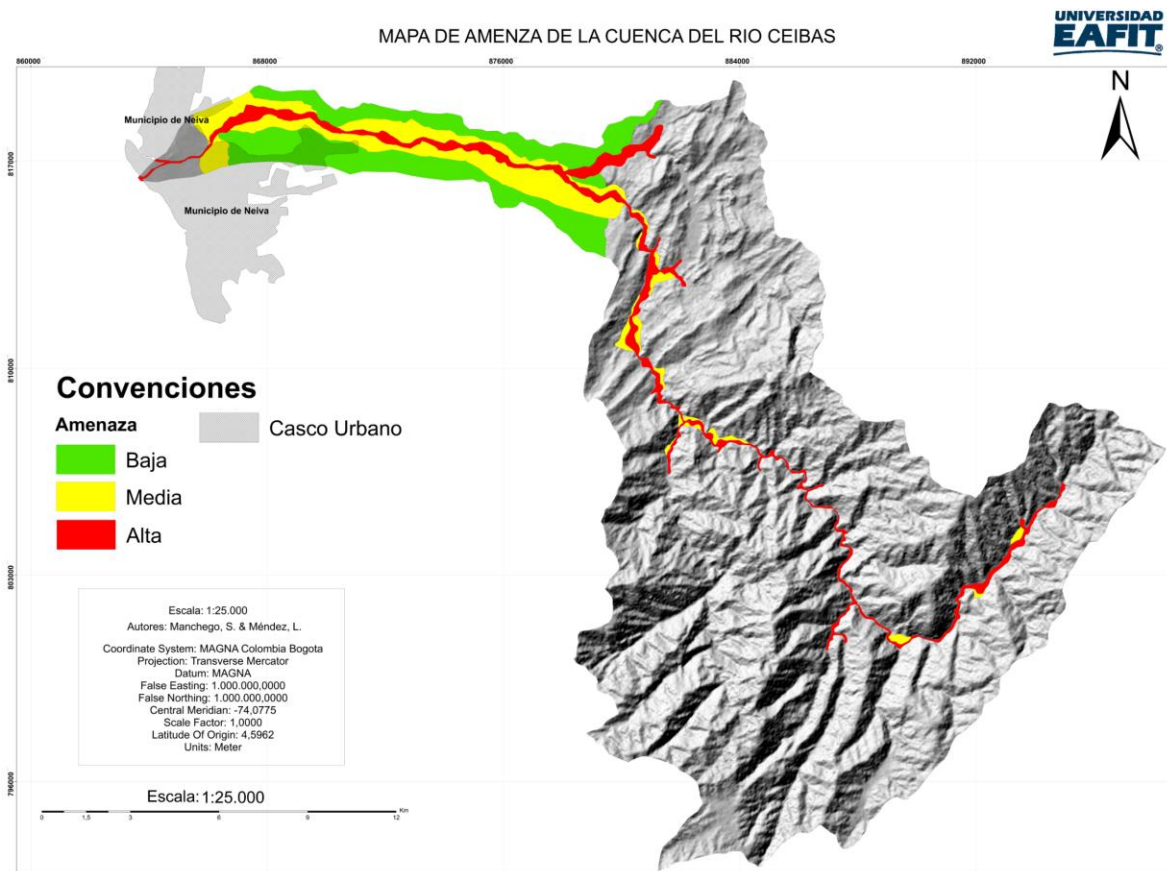 UNIVERSIDAD
EAFIT®
MAPA DE AMENZA DE LA CUENCA DEL RIO CEIBAS
860000 868000 876000 884000 892000
N
Municipio de Neiva
817000
Municipio de Neiva
810000
Convenciones
Amenaza
Casco Urbano
Baja
Media
Alta
803000
Escala: 1:25.000
Autores: Manchego, S. & Méndez, L.
Coordinate System: MAGNA Colombia Bogota
Projection: Transverse Mercator
Datum: MAGNA
False Easting: 1.000.000,0000
False Northing: 1.000.000,0000
Central Meridian: -74,0775
Scale Factor: 1,0000
Latitude Of Origin: 4,5962
Units: Meter
796000
Escala: 1:25.000
Km
0 1,5 3 6 9 12